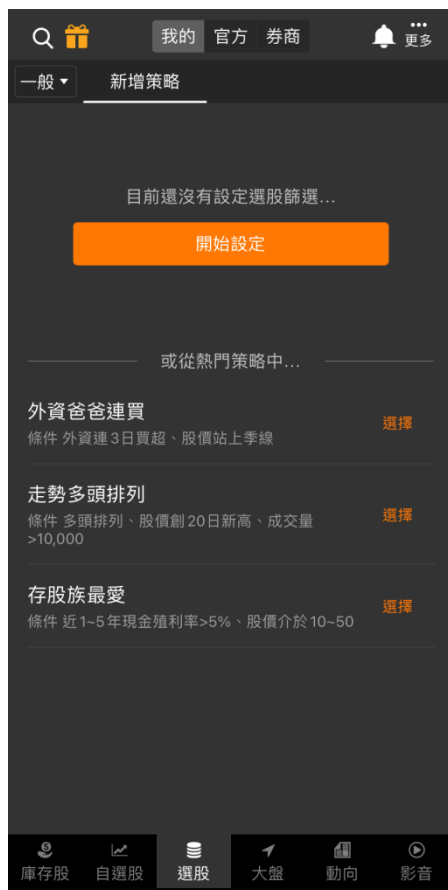 我的 官方 券商 更多
一般 新增策略
目前還沒有設定選股篩選...
開始設定
或從熱門策略中...
外資爸爸連買
選擇
條件 外資連3日買超、股價站上季線
走勢多頭排列
選擇
條件 多頭排列、股價創20日新高、成交量
>10,000
存股族最愛
選擇
條件 近1~5年現金殖利率>5%、股價介於10~50
庫存股 自選股 選股 大盤 動向 影音